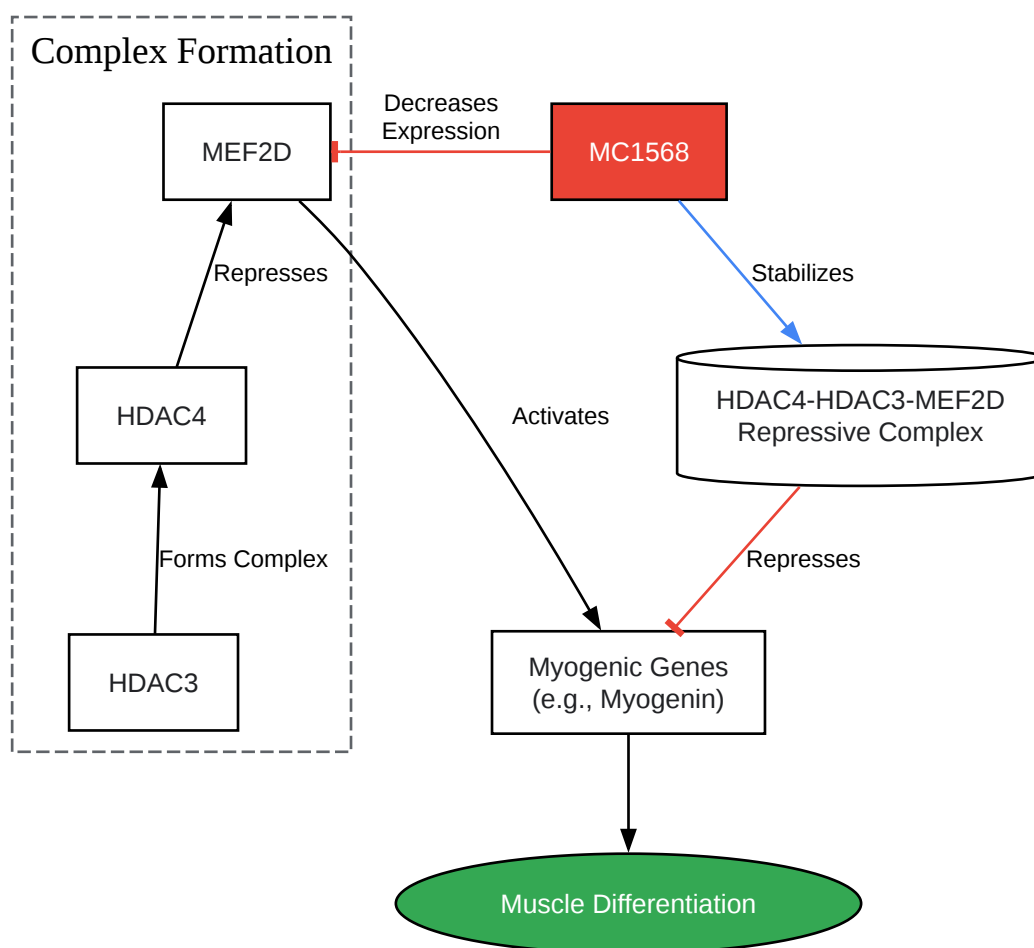 Complex Formation
MEF2D
Decreases
Expression
MC1568
Represses
Stabilizes
HDAC4
Activates
HDAC4-HDAC3-MEF2D
Repressive Complex
Forms Complex
Represses
HDAC3
Myogenic Genes
(e.g., Myogenin)
Muscle Differentiation